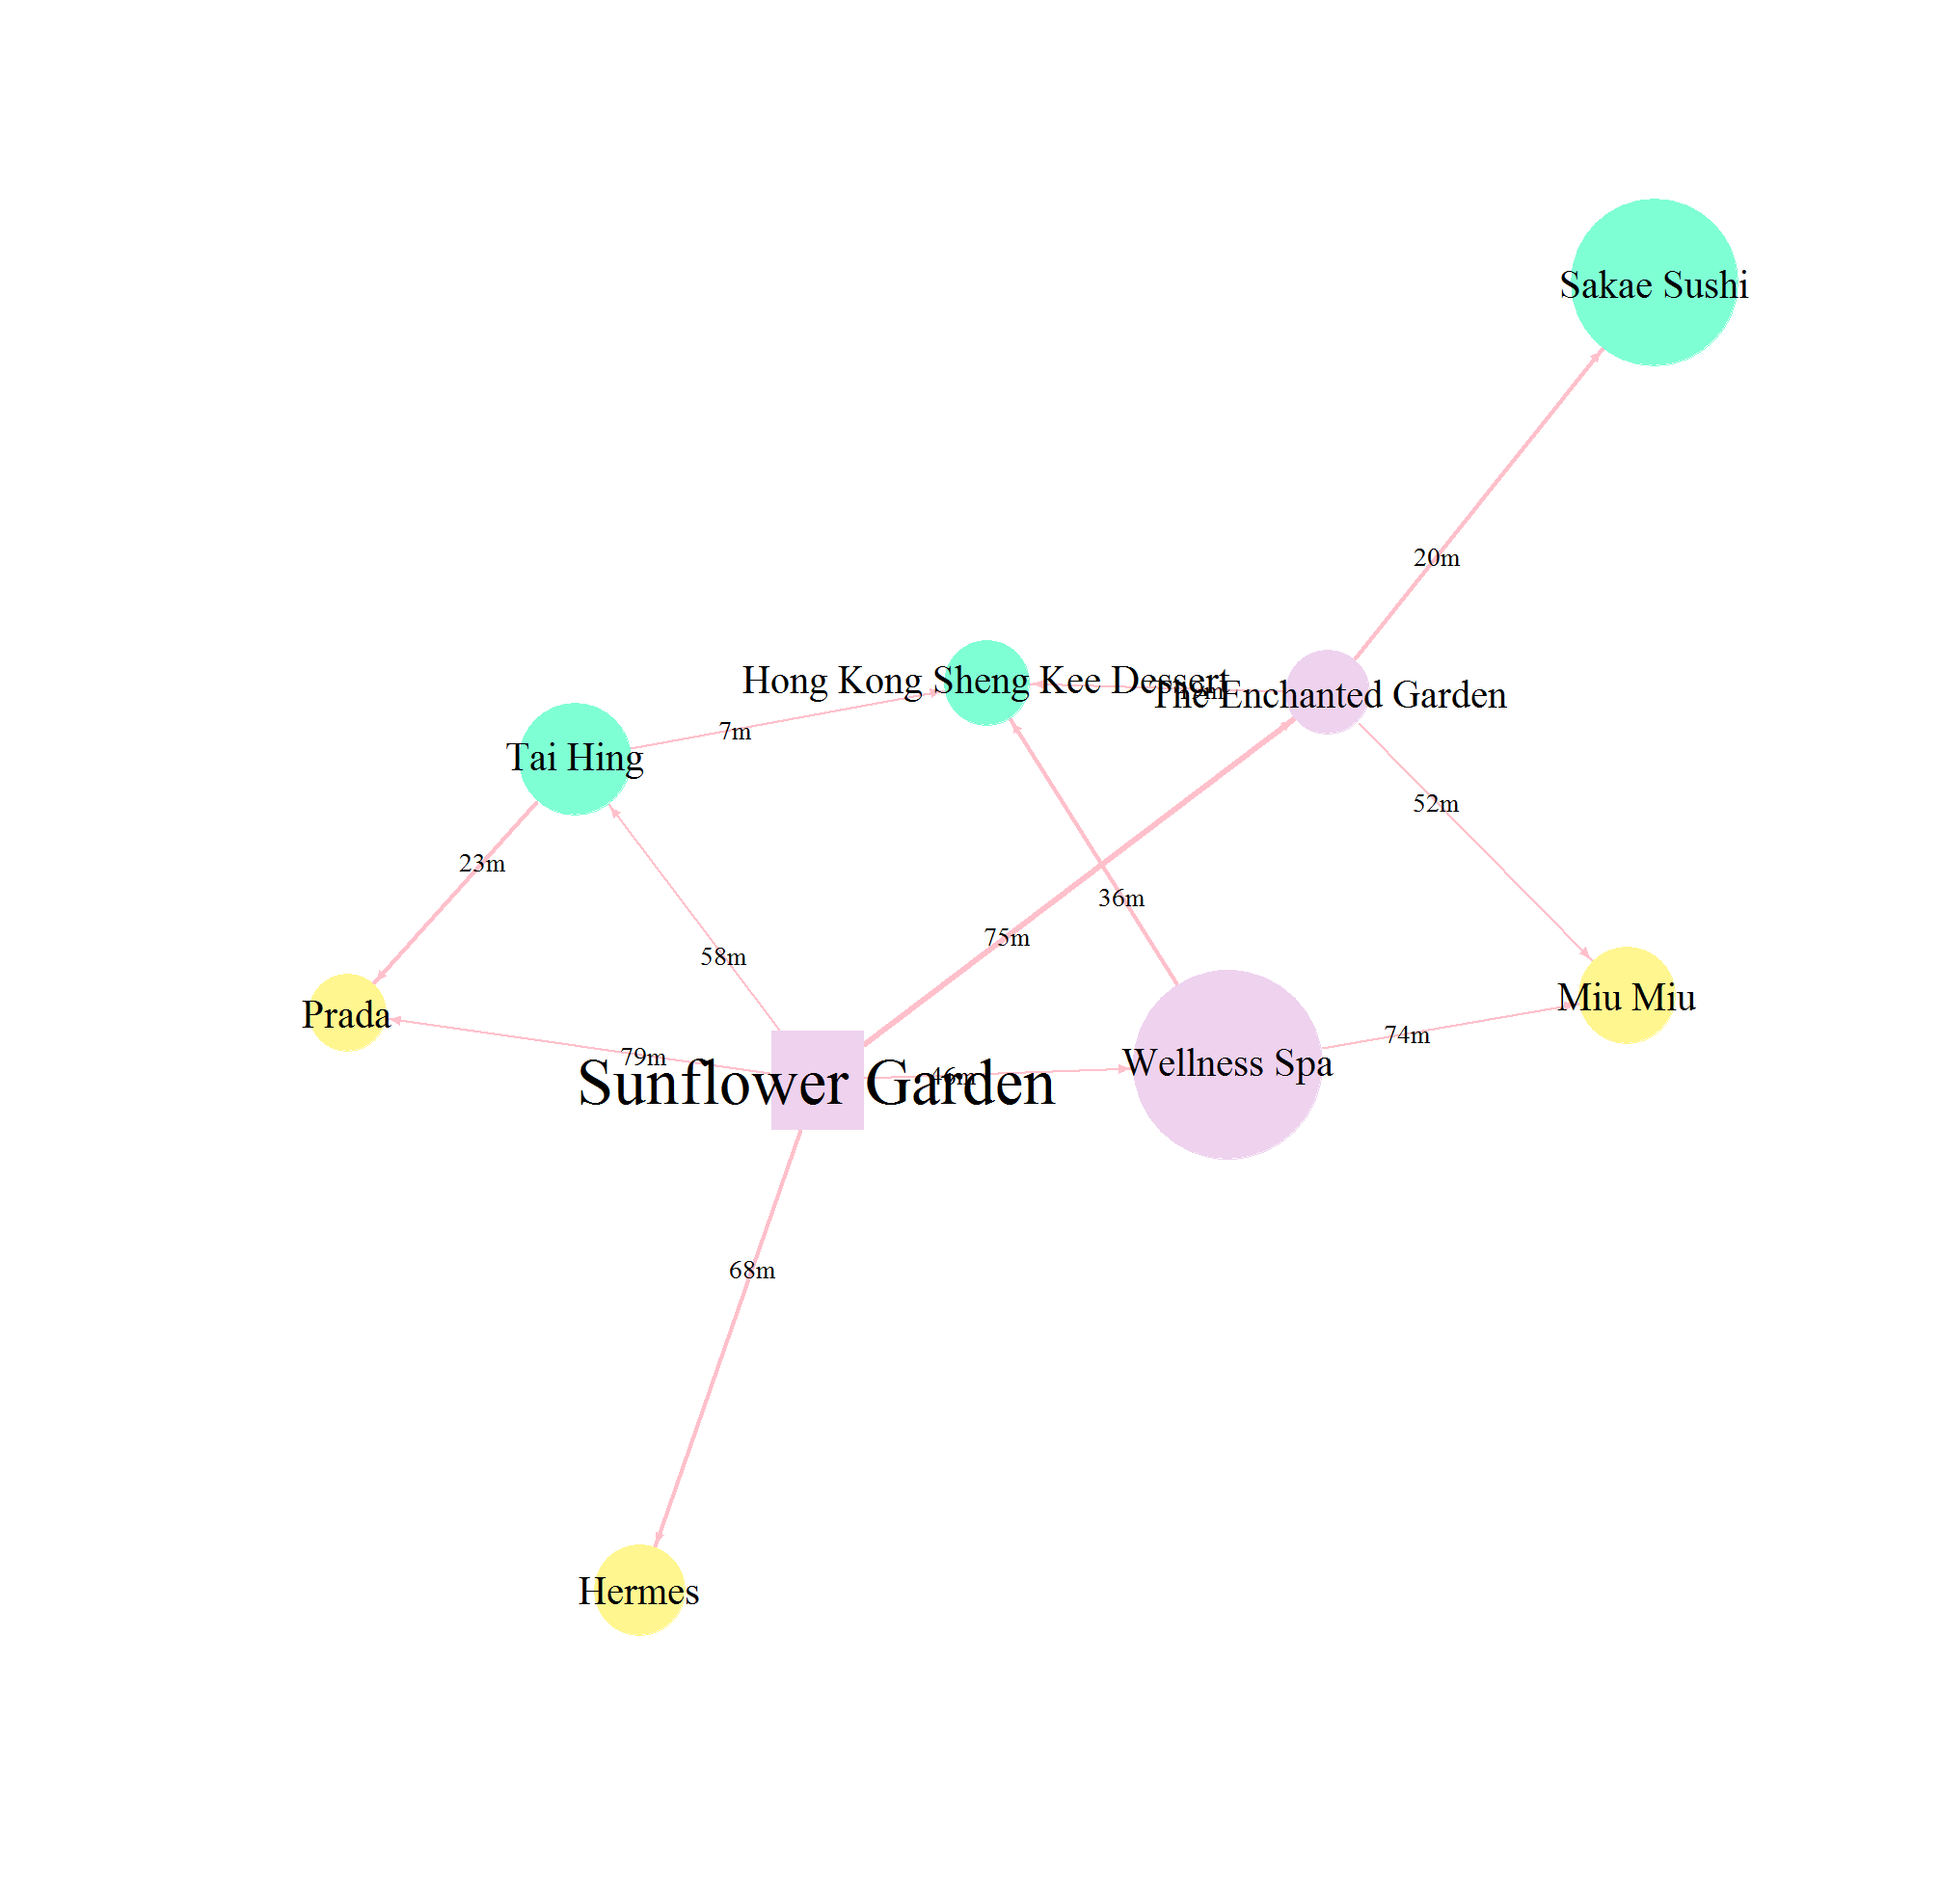 Sakae Sushi
20m
Hong Kong Sheng Kee Dessert
The Enchanted Garden
7m
Tai Hing
52m
23m
36m
75m
58m
Prada
Miu Miu
74m
79m
Sunflower Garden
46m
Wellness Spa
68m
Hermes